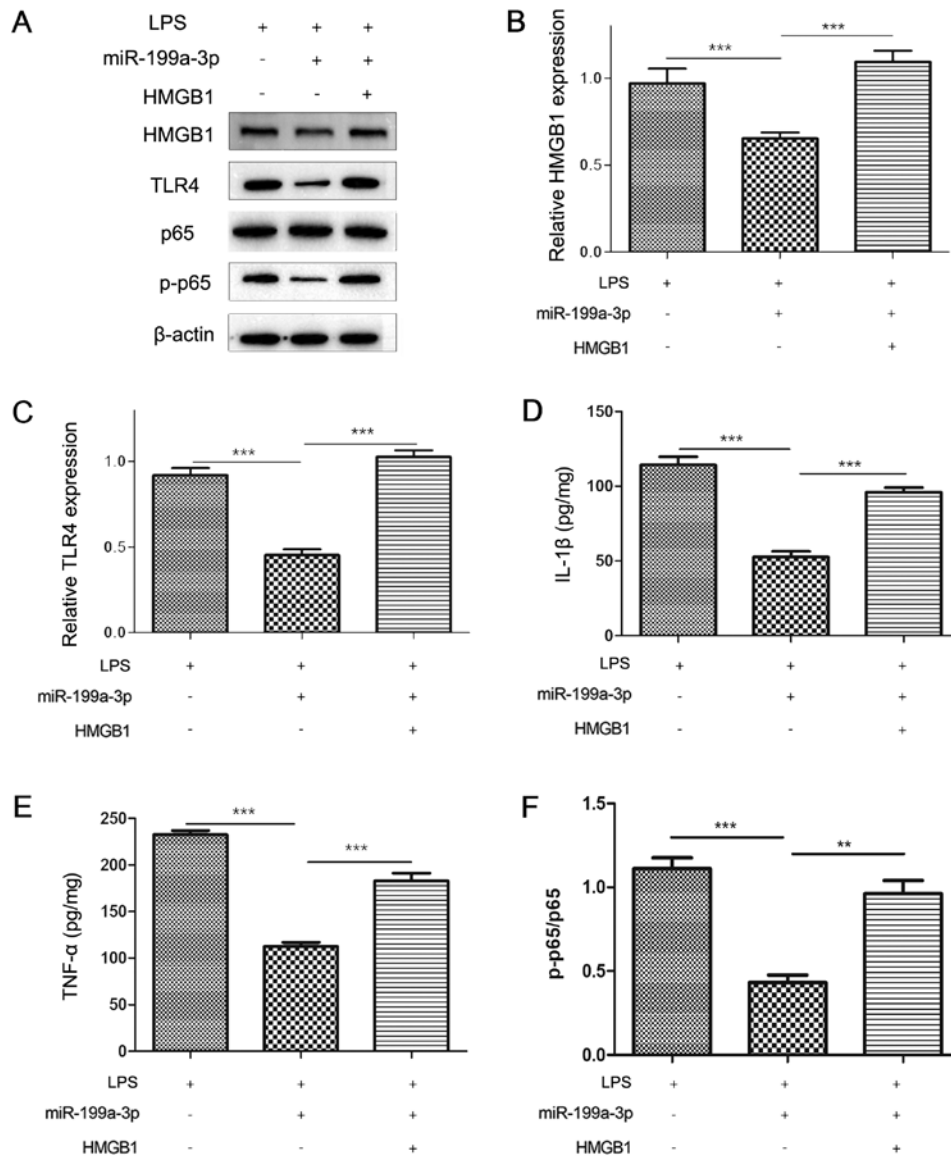 A
LPS + + +
miR-199a-3p - + +
HMGB1 - - +
HMGB1
TLR4
p65
p-p65
β-actin
B
Relative HMGB1 expression
1.0
0.5
0.0
*** ***
LPS + + +
miR-199a-3p - + +
HMGB1 - - +
C
Relative TLR4 expression
1.0
0.5
0.0
*** ***
LPS + + +
miR-199a-3p - + +
HMGB1 - - +
D
IL-1β (pg/mg)
150
100
50
0
*** ***
LPS + + +
miR-199a-3p - + +
HMGB1 - - +
E
TNF-α (pg/mg)
250
200
150
100
50
0
*** ***
LPS + + +
miR-199a-3p - + +
HMGB1 - - +
F
p-p65/p65
1.5
1.0
0.5
0.0
*** **
LPS + + +
miR-199a-3p - + +
HMGB1 - - +